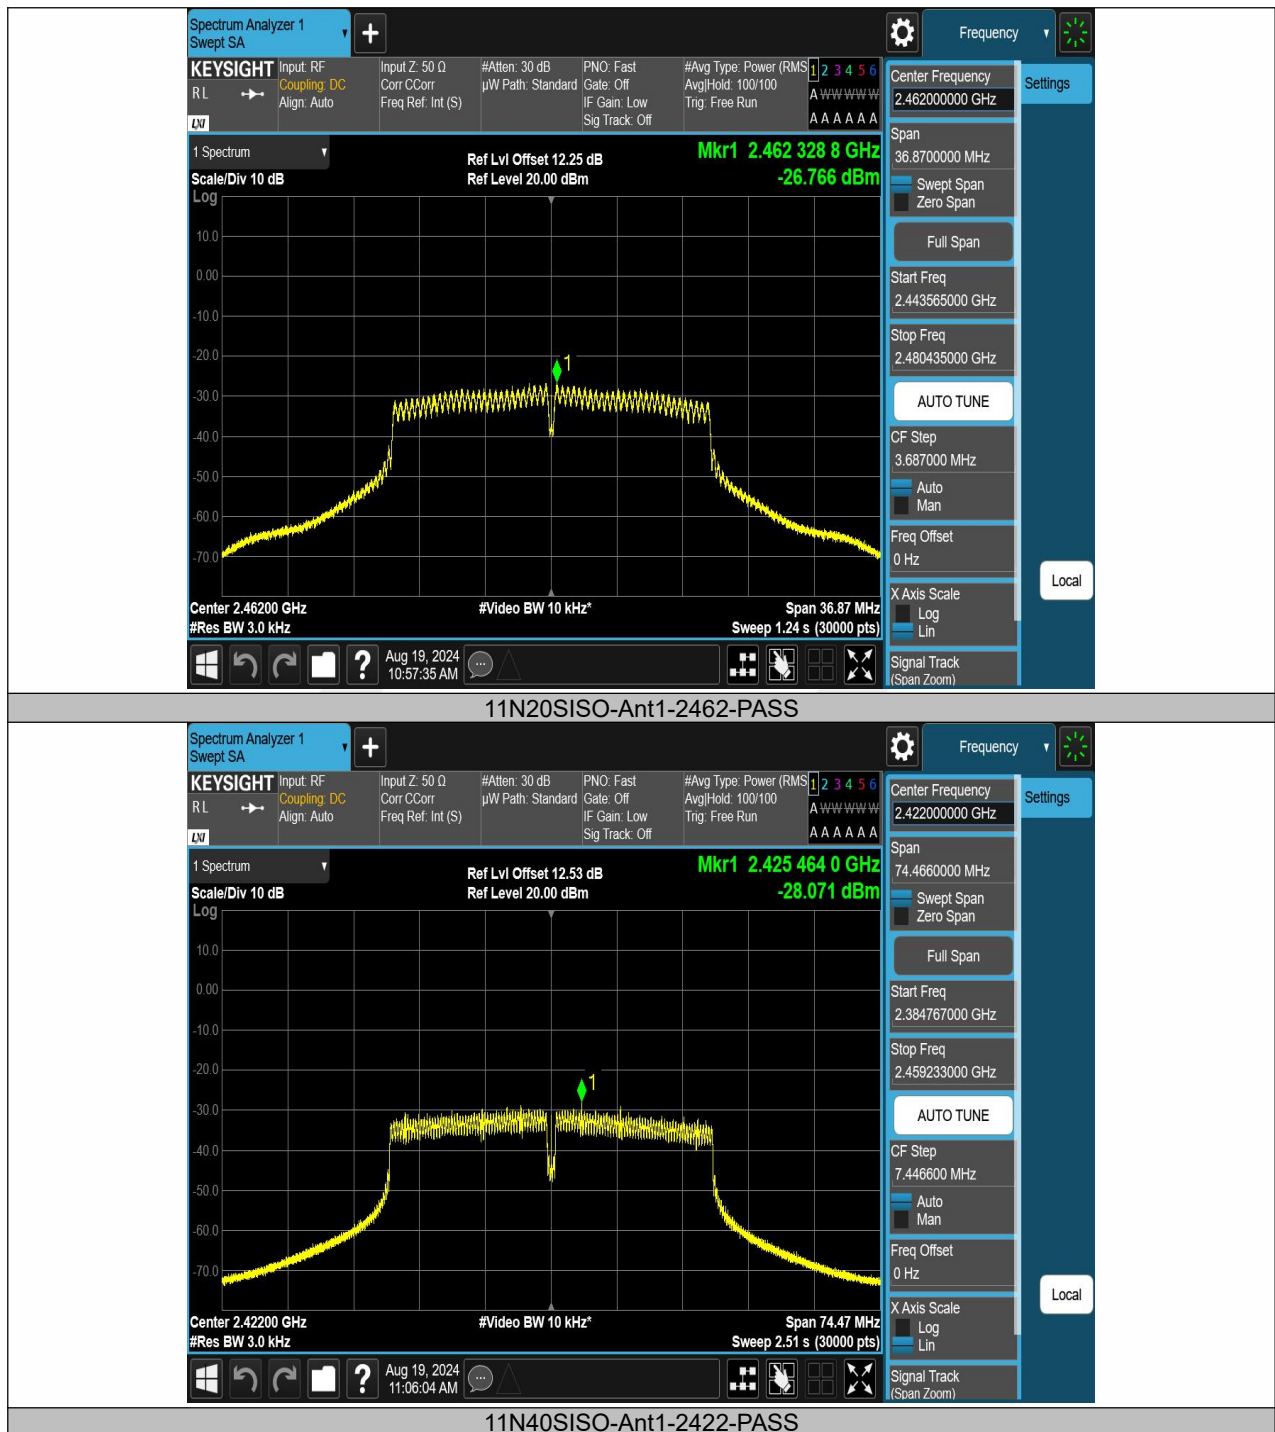 Spectrum Analyzer 1
Swept SA
+
Frequency
KEYSIGHT
R L
LXI
Input: RF
Coupling: DC
Align: Auto
Input Z: 50 Ω
Corr CCorr
Freq Ref: Int (S)
#Atten: 30 dB
µW Path: Standard
PNO: Fast
Gate: Off
IF Gain: Low
Sig Track: Off
#Avg Type: Power (RMS
Avg|Hold: 100/100
Trig: Free Run
1 2 3 4 5 6
A W W W W W
A A A A A A
Center Frequency
2.462000000 GHz
Settings
Span
36.8700000 MHz
Swept Span
Zero Span
Full Span
Start Freq
2.443565000 GHz
Stop Freq
2.480435000 GHz
AUTO TUNE
CF Step
3.687000 MHz
Auto
Man
Freq Offset
0 Hz
X Axis Scale
Log
Lin
Signal Track
(Span Zoom)
Local
1 Spectrum
Scale/Div 10 dB
Log
Ref Lvl Offset 12.25 dB
Ref Level 20.00 dBm
Mkr1 2.462 328 8 GHz
-26.766 dBm
10.0
0.00
-10.0
-20.0
-30.0
-40.0
-50.0
-60.0
-70.0
1
Center 2.46200 GHz
#Res BW 3.0 kHz
#Video BW 10 kHz*
Span 36.87 MHz
Sweep 1.24 s (30000 pts)
?
Aug 19, 2024
10:57:35 AM
11N20SISO-Ant1-2462-PASS
Spectrum Analyzer 1
Swept SA
+
Frequency
KEYSIGHT
R L
LXI
Input: RF
Coupling: DC
Align: Auto
Input Z: 50 Ω
Corr CCorr
Freq Ref: Int (S)
#Atten: 30 dB
µW Path: Standard
PNO: Fast
Gate: Off
IF Gain: Low
Sig Track: Off
#Avg Type: Power (RMS
Avg|Hold: 100/100
Trig: Free Run
1 2 3 4 5 6
A W W W W W
A A A A A A
Center Frequency
2.422000000 GHz
Settings
Span
74.4660000 MHz
Swept Span
Zero Span
Full Span
Start Freq
2.384767000 GHz
Stop Freq
2.459233000 GHz
AUTO TUNE
CF Step
7.446600 MHz
Auto
Man
Freq Offset
0 Hz
X Axis Scale
Log
Lin
Signal Track
(Span Zoom)
Local
1 Spectrum
Scale/Div 10 dB
Log
Ref Lvl Offset 12.53 dB
Ref Level 20.00 dBm
Mkr1 2.425 464 0 GHz
-28.071 dBm
10.0
0.00
-10.0
-20.0
-30.0
-40.0
-50.0
-60.0
-70.0
1
Center 2.42200 GHz
#Res BW 3.0 kHz
#Video BW 10 kHz*
Span 74.47 MHz
Sweep 2.51 s (30000 pts)
?
Aug 19, 2024
11:06:04 AM
11N40SISO-Ant1-2422-PASS